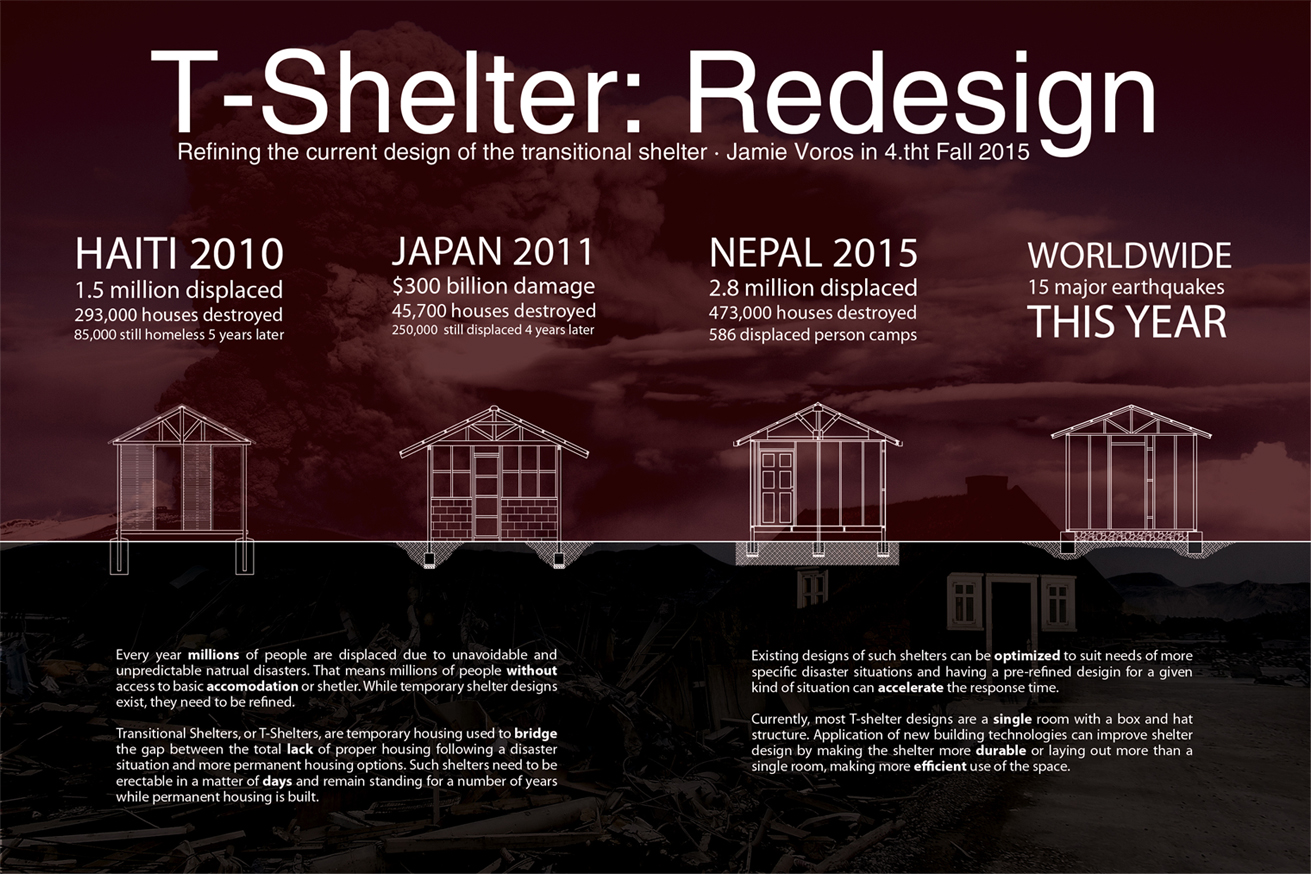 T-Shelter: Redesign
Refining the current design of the transitional shelter · Jamie Voros in 4.tht Fall 2015
HAITI 2010
1.5 million displaced
293,000 houses destroyed
85,000 still homeless 5 years later
JAPAN 2011
$300 billion damage
45,700 houses destroyed
250,000 still displaced 4 years later
NEPAL 2015
2.8 million displaced
473,000 houses destroyed
586 displaced person camps
WORLDWIDE
15 major earthquakes
THIS YEAR
Every year millions of people are displaced due to unavoidable and
unpredictable natrual disasters. That means millions of people without
access to basic accomodation or shetler. While temporary shelter designs
exist, they need to be refined.
Transitional Shelters, or T-Shelters, are temporary housing used to bridge
the gap between the total lack of proper housing following a disaster
situation and more permanent housing options. Such shelters need to be
erectable in a matter of days and remain standing for a number of years
while permanent housing is built.
Existing designs of such shelters can be optimized to suit needs of more
specific disaster situations and having a pre-refined desigin for a given
kind of situation can accelerate the response time.
Currently, most T-shelter designs are a single room with a box and hat
structure. Application of new building technologies can improve shelter
design by making the shelter more durable or laying out more than a
single room, making more efficient use of the space.